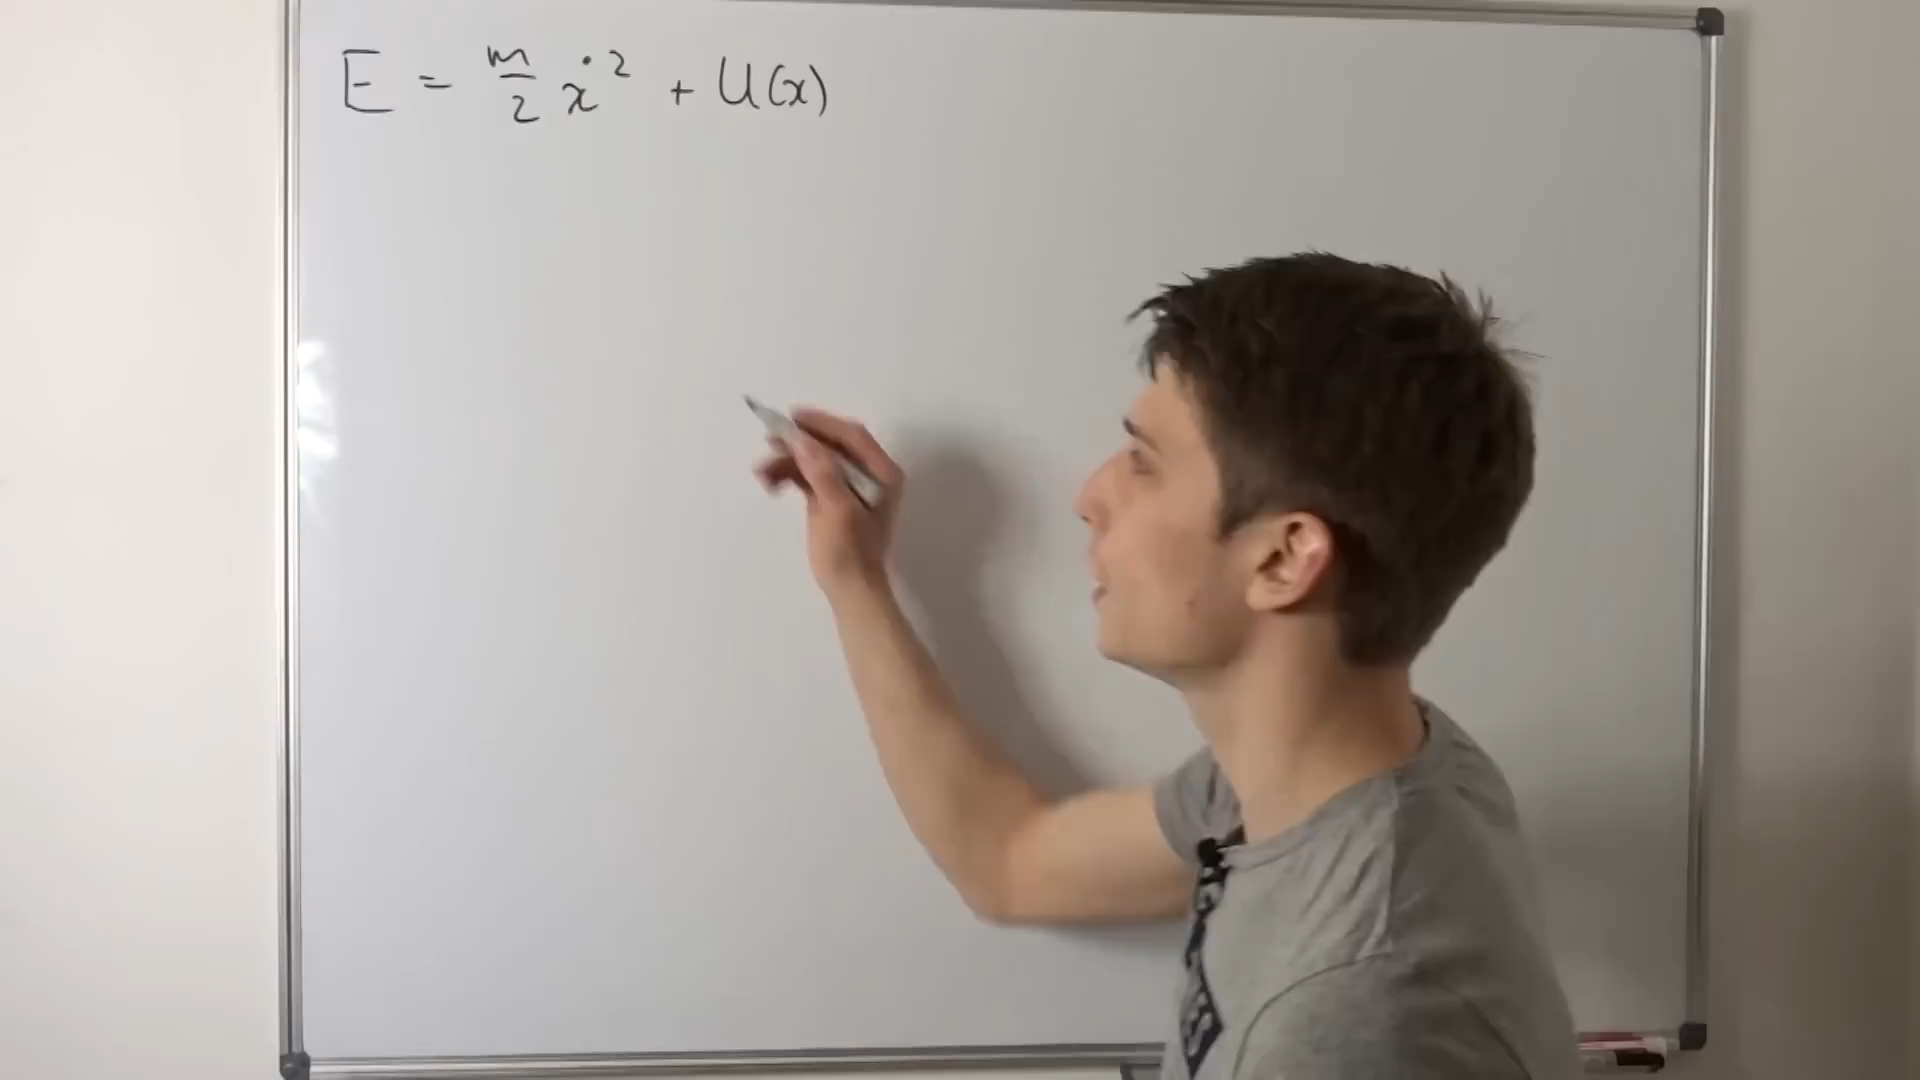 E = m/2 ẋ² + U(x)